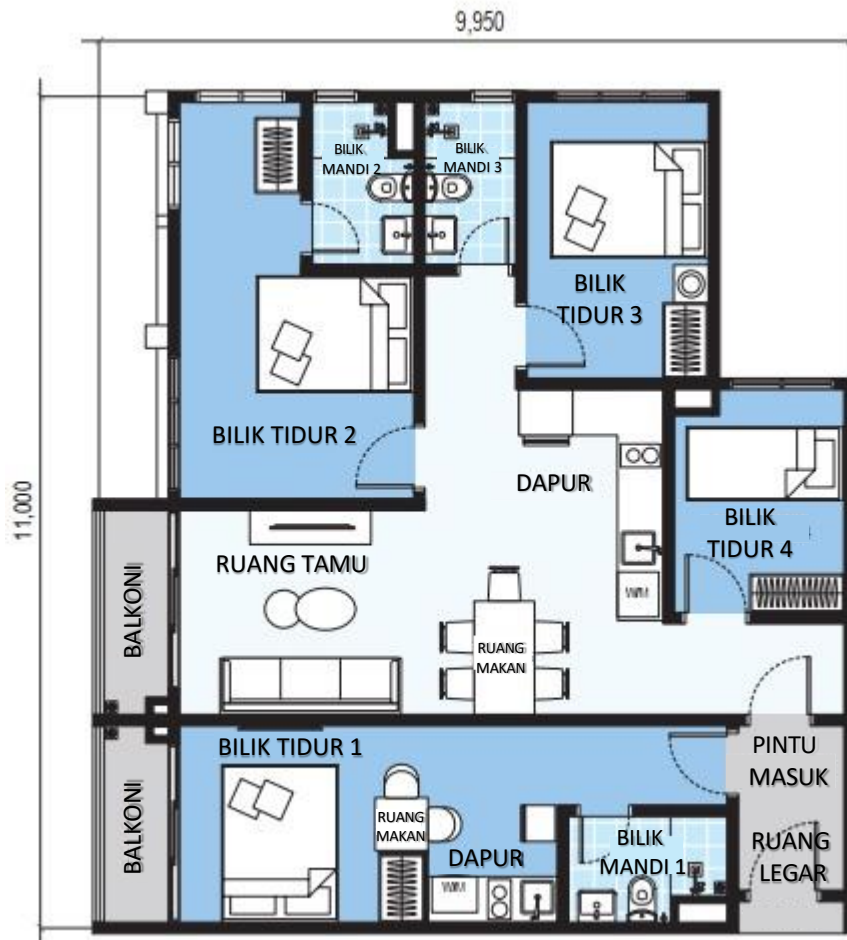 9,950
BILIK
MANDI 2
BILIK
MANDI 3
BILIK
TIDUR 3
BILIK TIDUR 2
11,000
DAPUR
BILIK
TIDUR 4
RUANG TAMU
WM
BALKONI
RUANG
MAKAN
BILIK TIDUR 1
PINTU
MASUK
BALKONI
RUANG
MAKAN
BILIK
MANDI 1
RUANG
LEGAR
DAPUR
WM